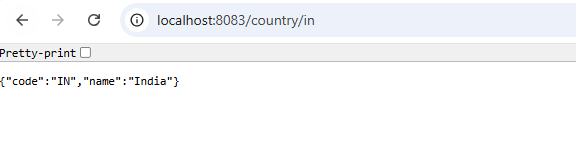 localhost:8083/country/in
Pretty-print
{"code":"IN","name":"India"}